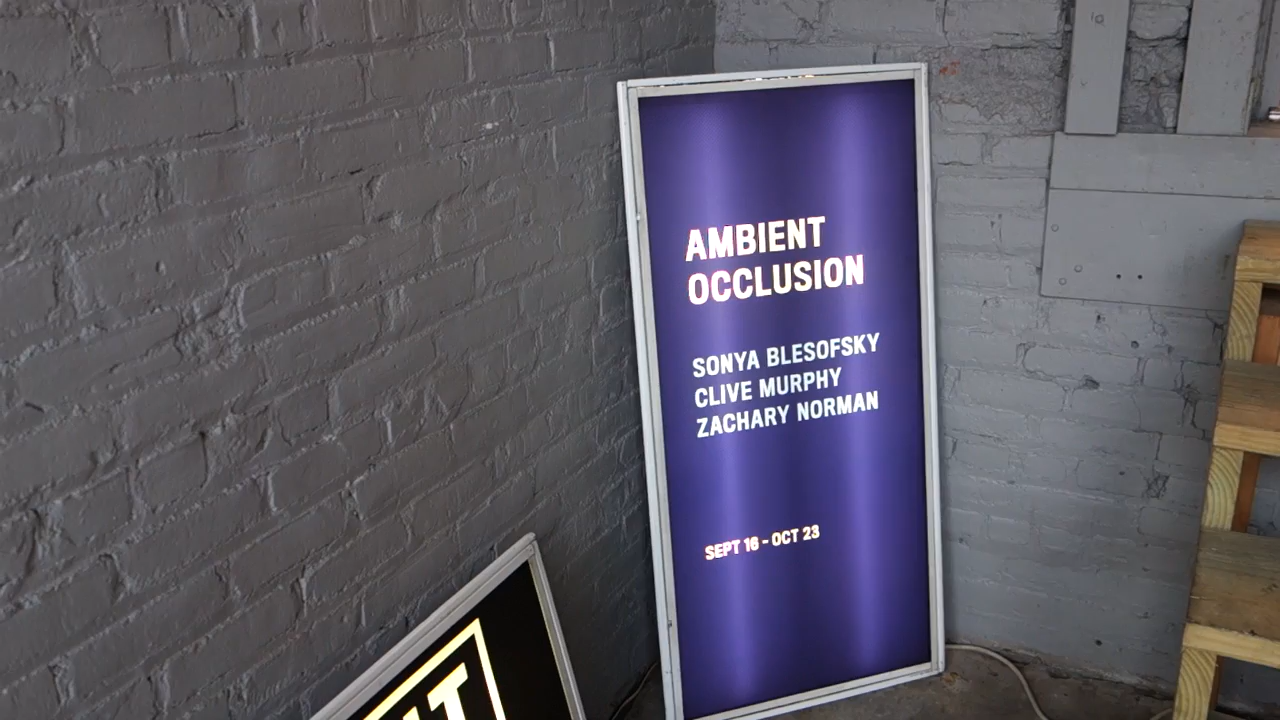 AMBIENT
OCCLUSION
SONYA BLESOFSKY
CLIVE MURPHY
ZACHARY NORMAN
SEPT 16 - OCT 23